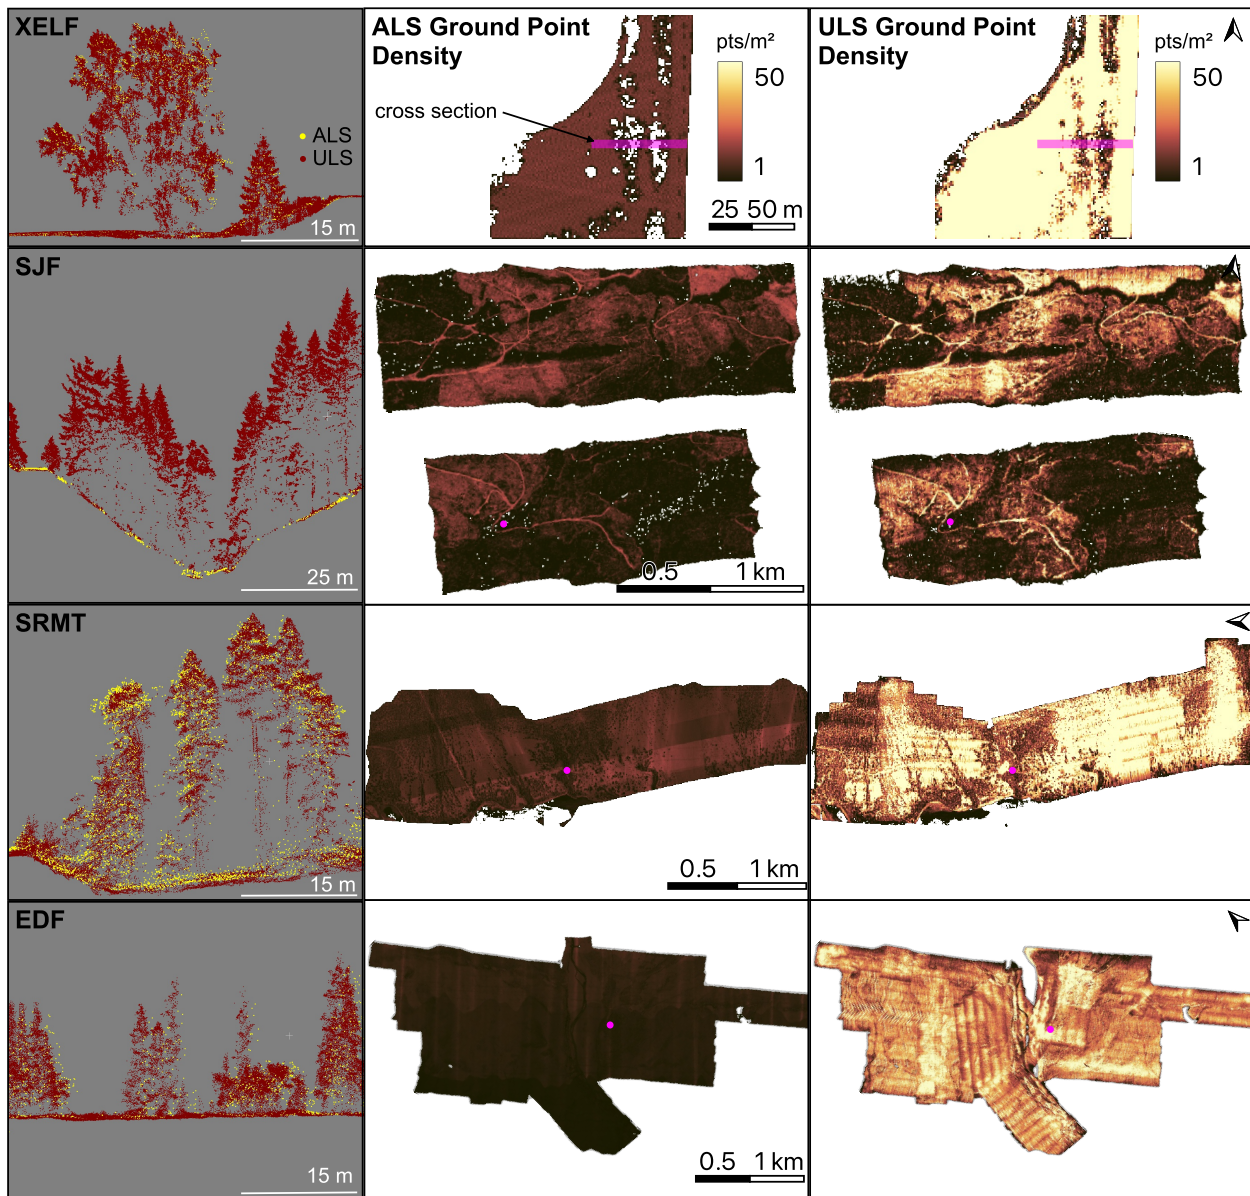 XELF
ALS
ULS
15 m
ALS Ground Point
Density
pts/m²
50
1
cross section
25 50 m
ULS Ground Point
Density
pts/m²
50
1
SJF
25 m
0.5 1 km
SRMT
15 m
0.5 1 km
EDF
15 m
0.5 1 km